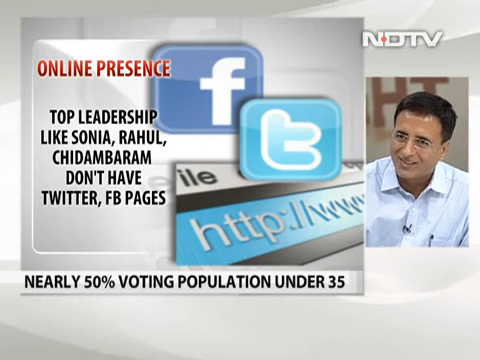 NDTV
ONLINE PRESENCE
TOP LEADERSHIP
LIKE SONIA, RAHUL,
CHIDAMBARAM
DON'T HAVE
TWITTER, FB PAGES
f
t
ile
http://www
HT
NEARLY 50% VOTING POPULATION UNDER 35